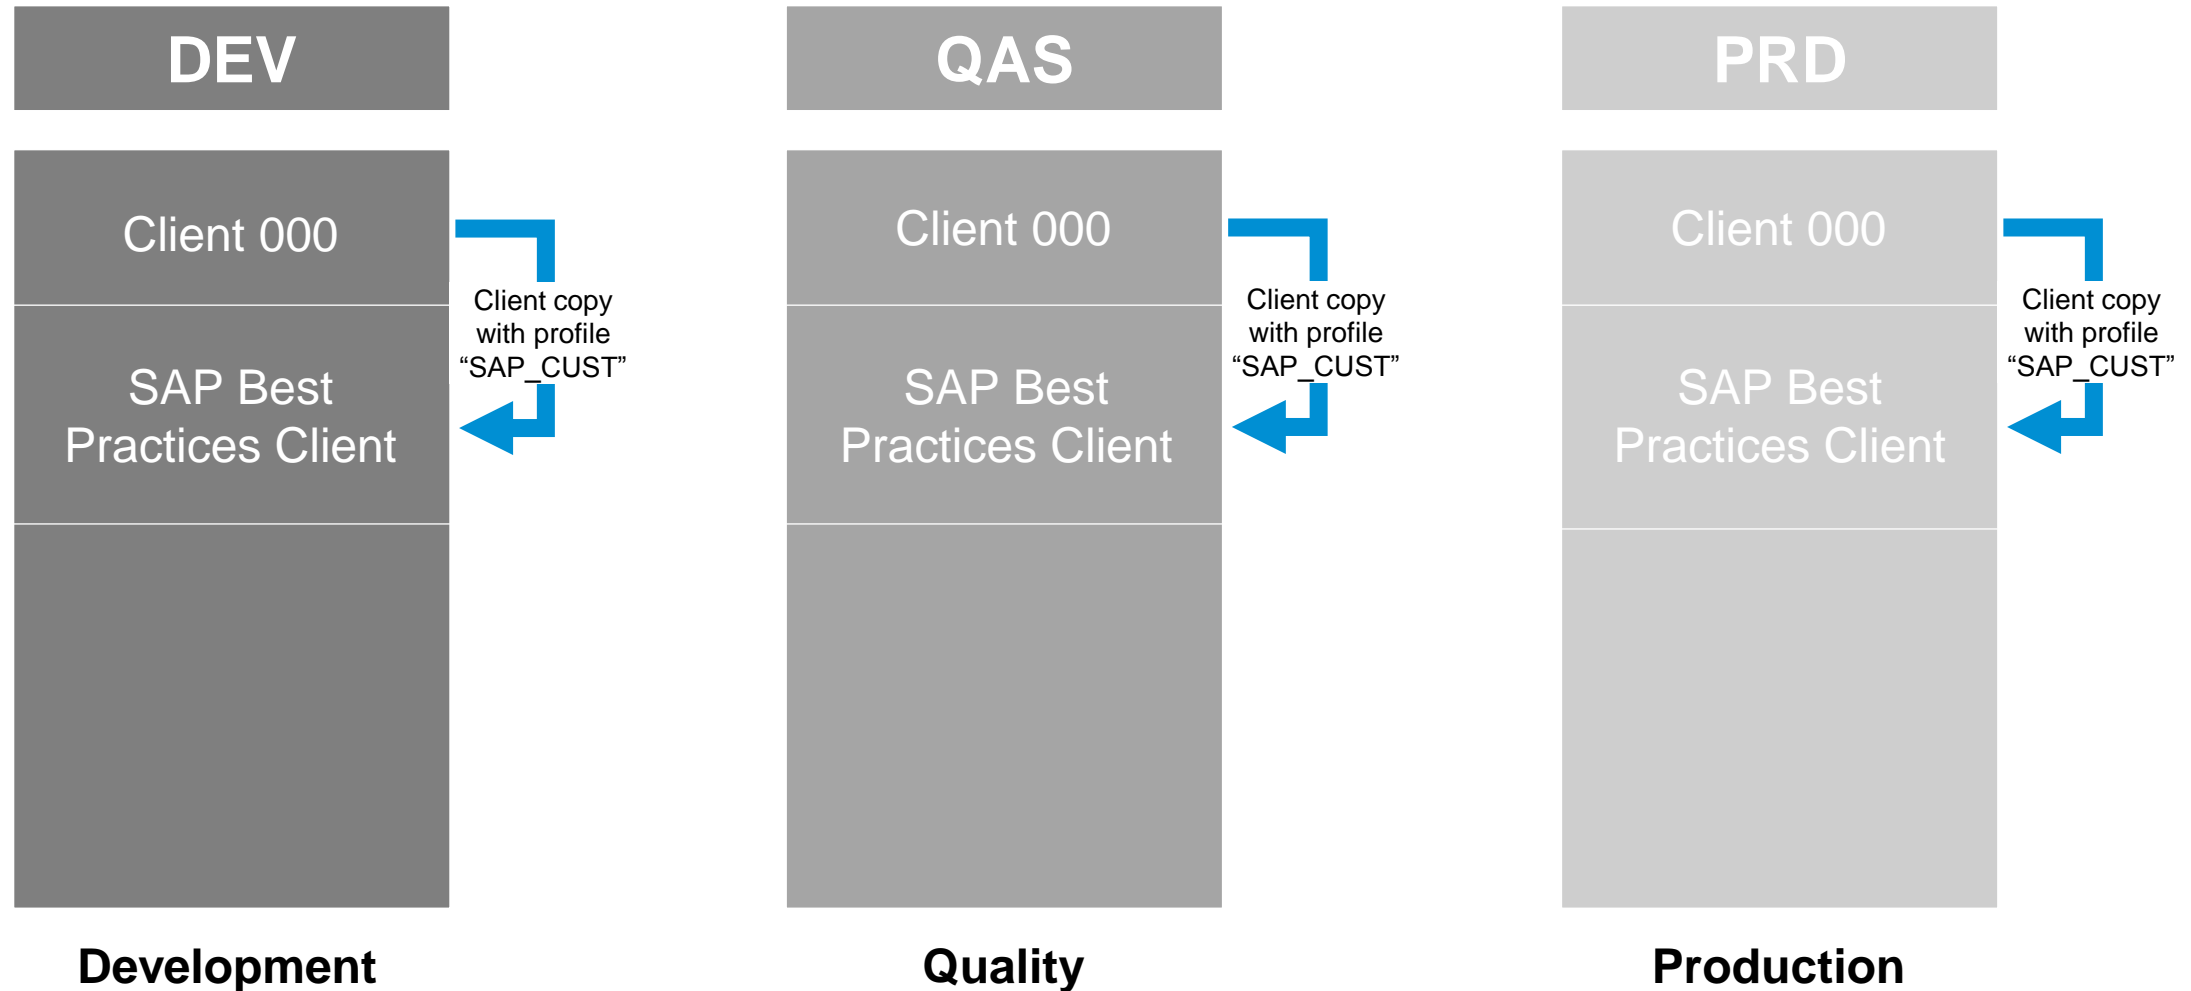 DEV
Client 000
Client copy
with profile
“SAP_CUST”
SAP Best
Practices Client
Development
QAS
Client 000
Client copy
with profile
“SAP_CUST”
SAP Best
Practices Client
Quality
PRD
Client 000
Client copy
with profile
“SAP_CUST”
SAP Best
Practices Client
Production